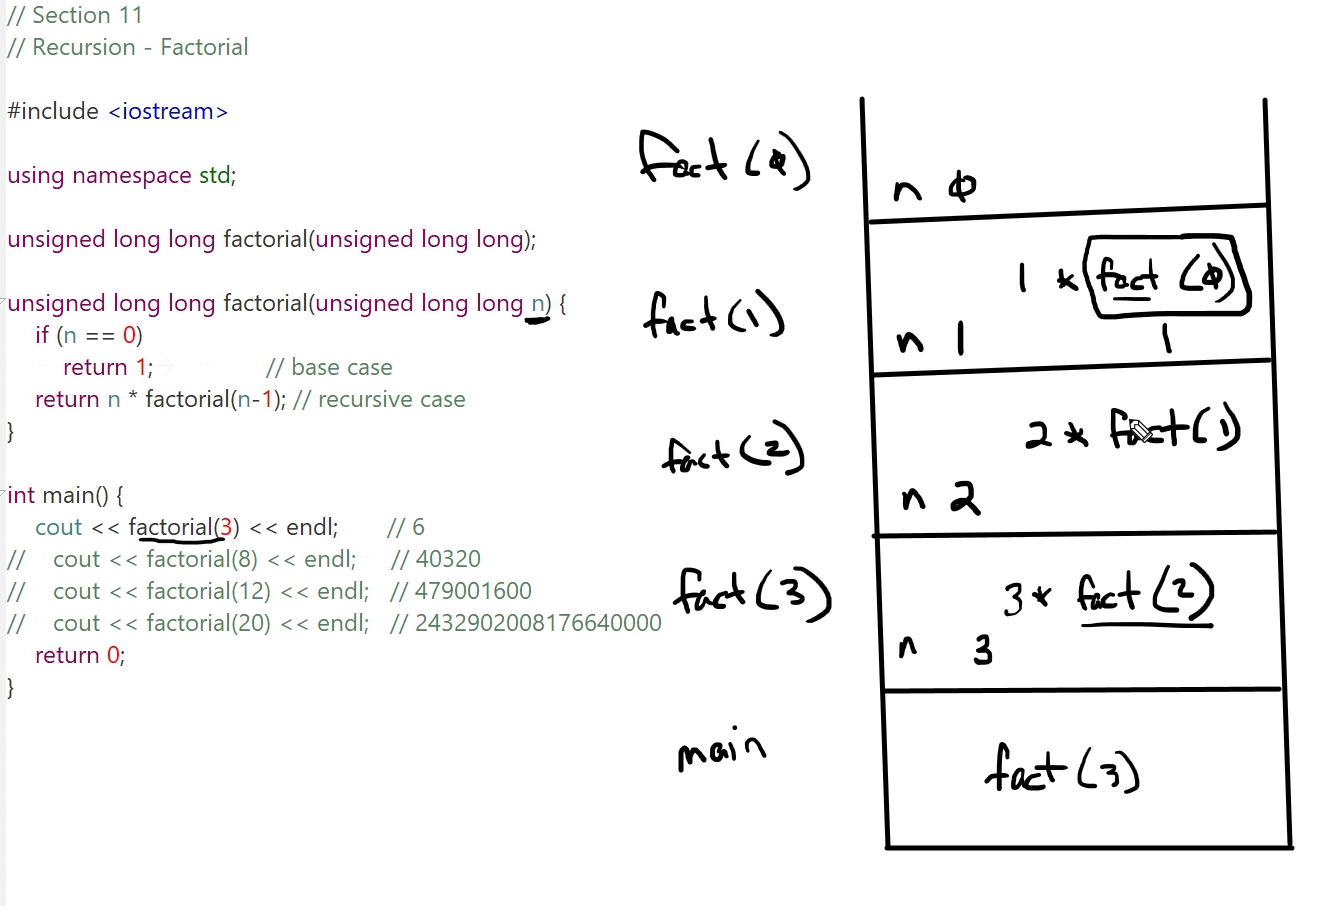 // Section 11
// Recursion - Factorial
#include <iostream>
using namespace std;
unsigned long long factorial(unsigned long long);
unsigned long long factorial(unsigned long long n) {
if (n == 0)
return 1; // base case
return n * factorial(n-1); // recursive case
}
int main() {
cout << factorial(3) << endl; // 6
// cout << factorial(8) << endl; // 40320
// cout << factorial(12) << endl; // 479001600
// cout << factorial(20) << endl; // 2432902008176640000
return 0;
}
fact (0)
n 0
fact (1)
1 * fact (0)
n 1 1
fact (2)
2 * fact (1)
n 2
fact (3)
3 * fact (2)
n 3
main
fact (3)